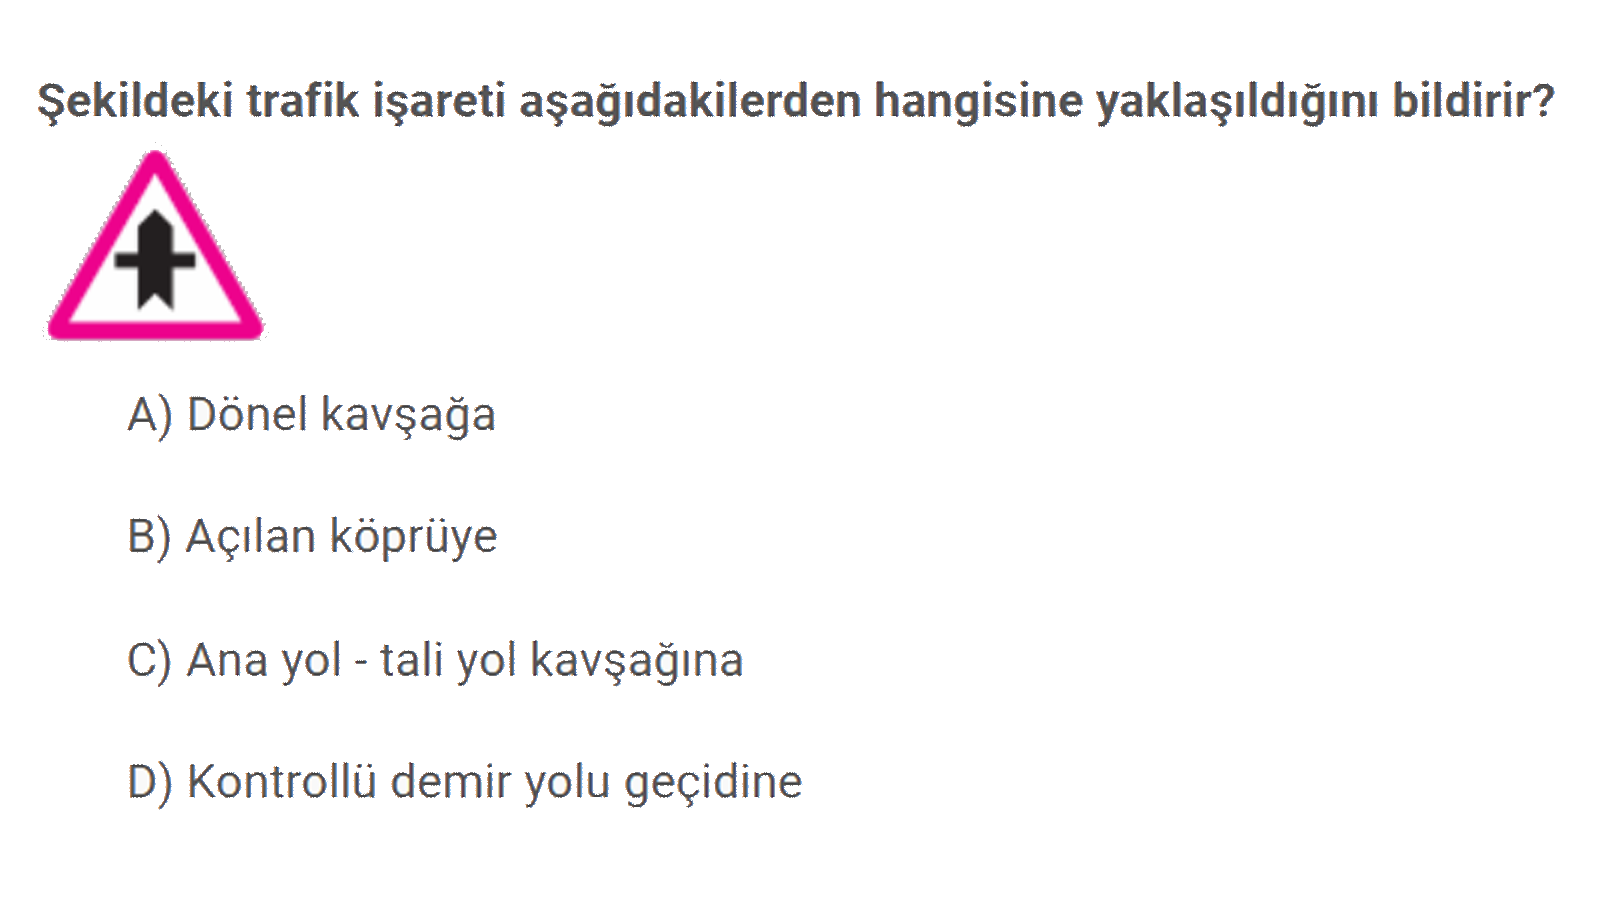 Şekildeki trafik işareti aşağıdakilerden hangisine yaklaşıldığını bildirir?
A) Dönel kavşağa
B) Açılan köprüye
C) Ana yol - tali yol kavşağına
D) Kontrollü demir yolu geçidine